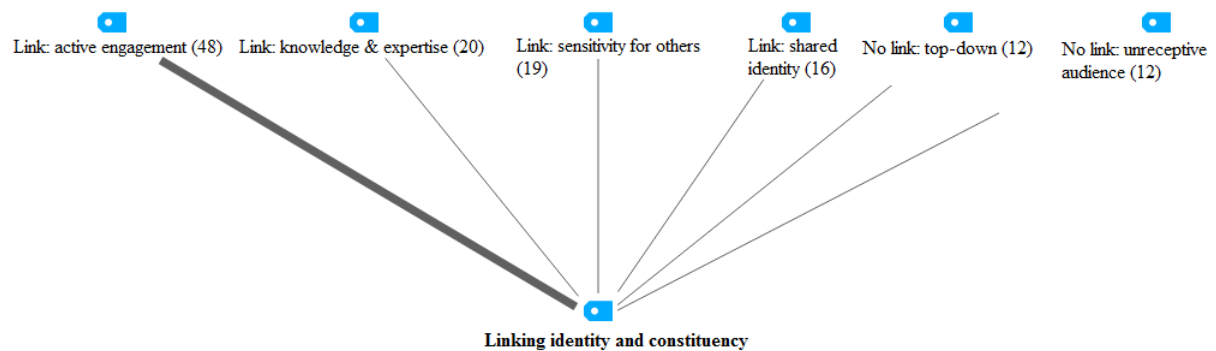 Link: active engagement (48)
Link: knowledge & expertise (20)
Link: sensitivity for others
(19)
Link: shared
identity (16)
No link: top-down (12)
No link: unreceptive
audience (12)
Linking identity and constituency